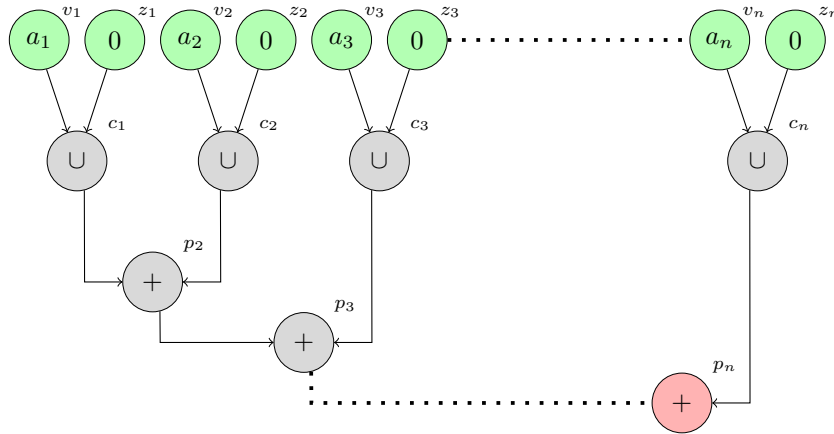 v₁ z₁ v₂ z₂ v₃ z₃ vₙ zₙ
a₁ 0 a₂ 0 a₃ 0 aₙ 0
c₁ c₂ c₃ cₙ
∪ ∪ ∪ ∪
p₂
+
p₃
+
pₙ
+